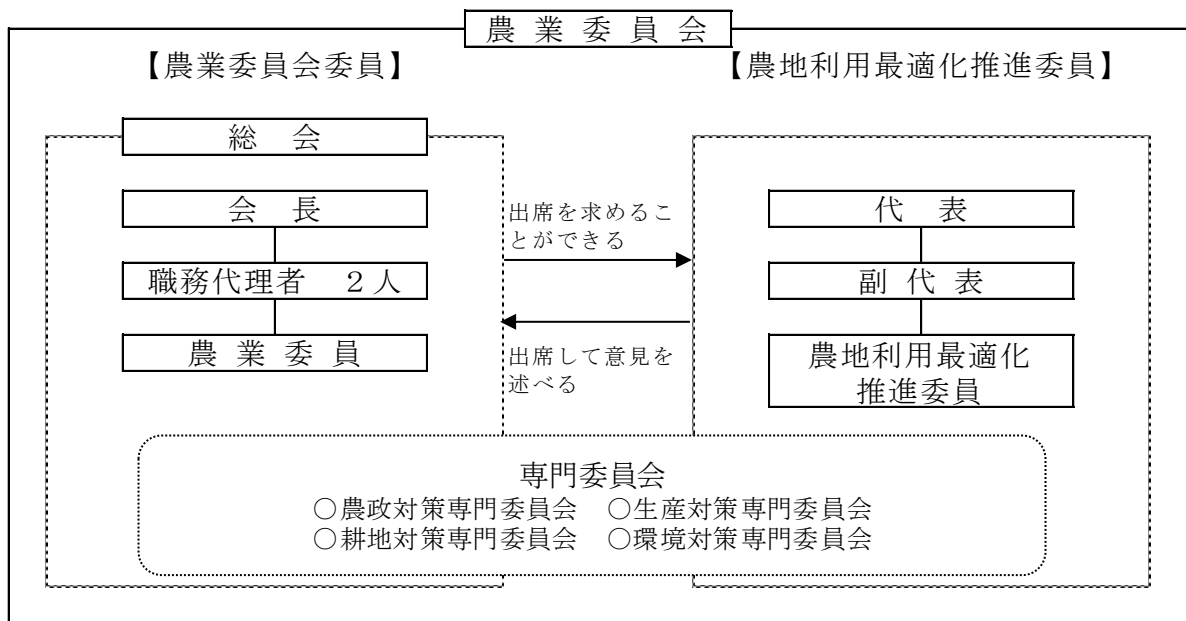 農業委員会
【農業委員会委員】
【農地利用最適化推進委員】
総会
会長
職務代理者 2人
農業委員
出席を求めるこ
とができる
出席して意見を
述べる
代表
副代表
農地利用最適化
推進委員
専門委員会
○農政対策専門委員会 ○生産対策専門委員会
○耕地対策専門委員会 ○環境対策専門委員会